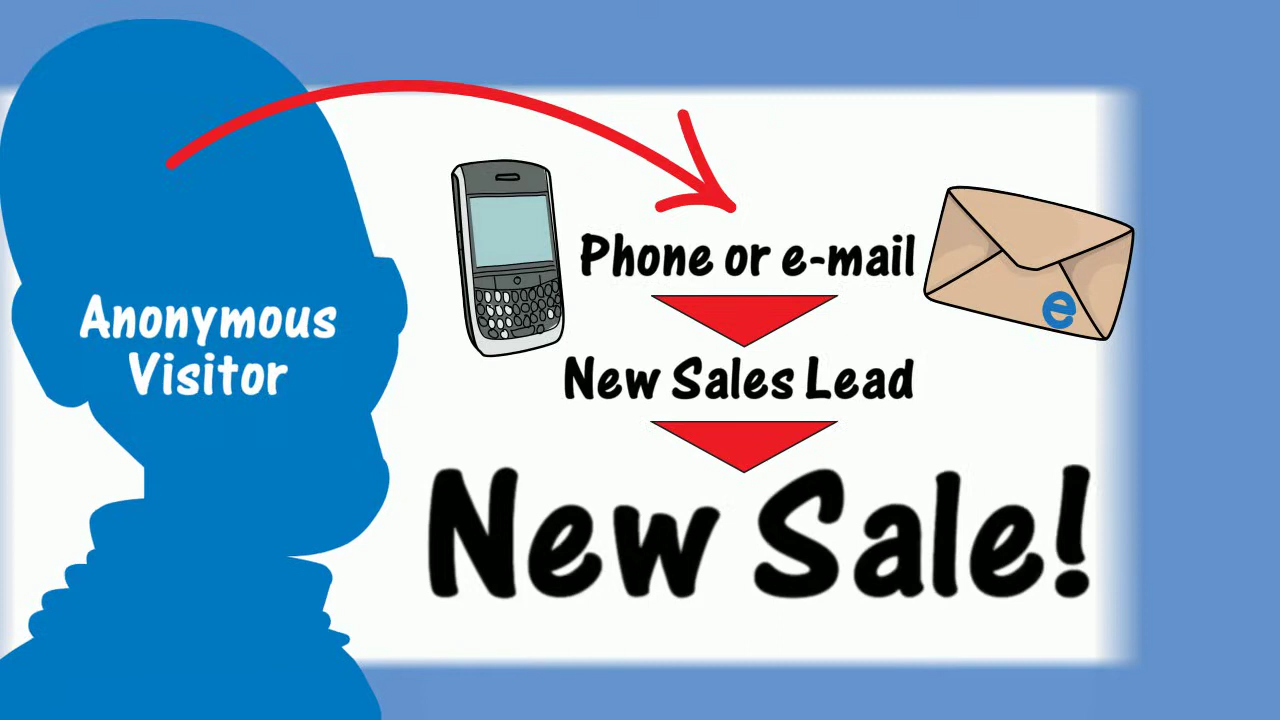 Anonymous
Visitor
Phone or e-mail
e
New Sales Lead
New Sale!